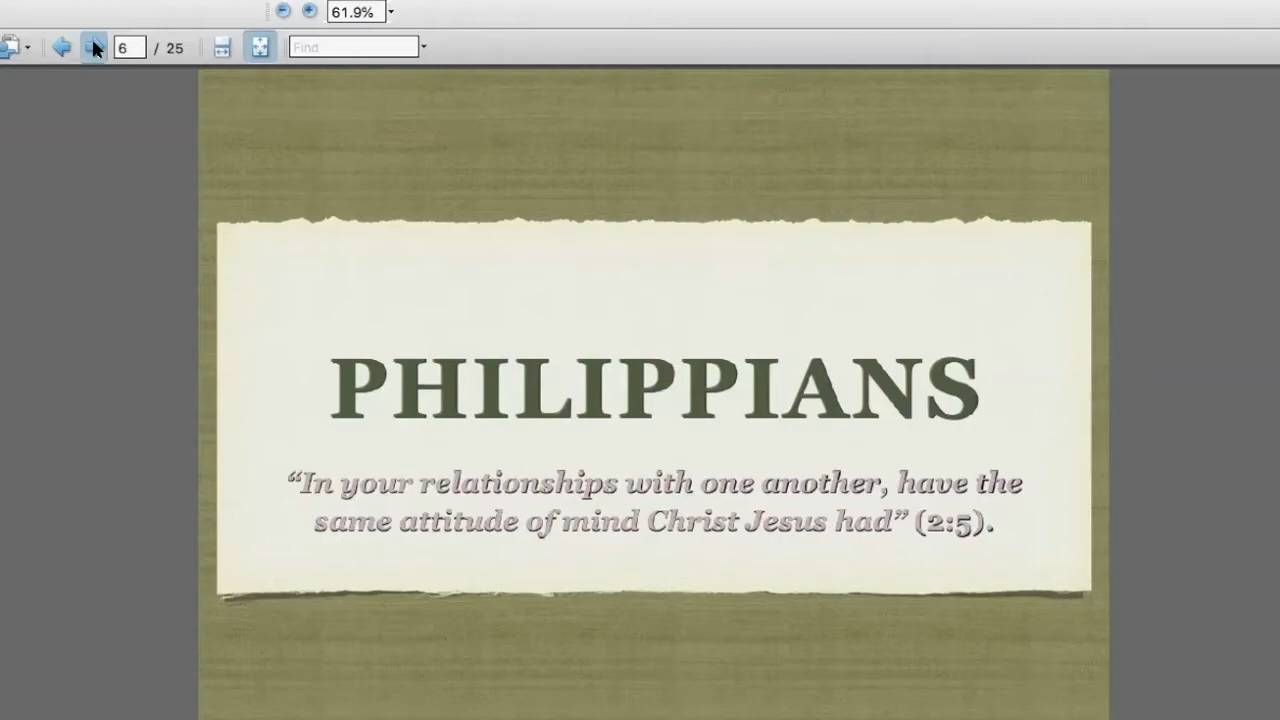 61.9%
6 / 25
Find
PHILIPPIANS
“In your relationships with one another, have the
same attitude of mind Christ Jesus had” (2:5).